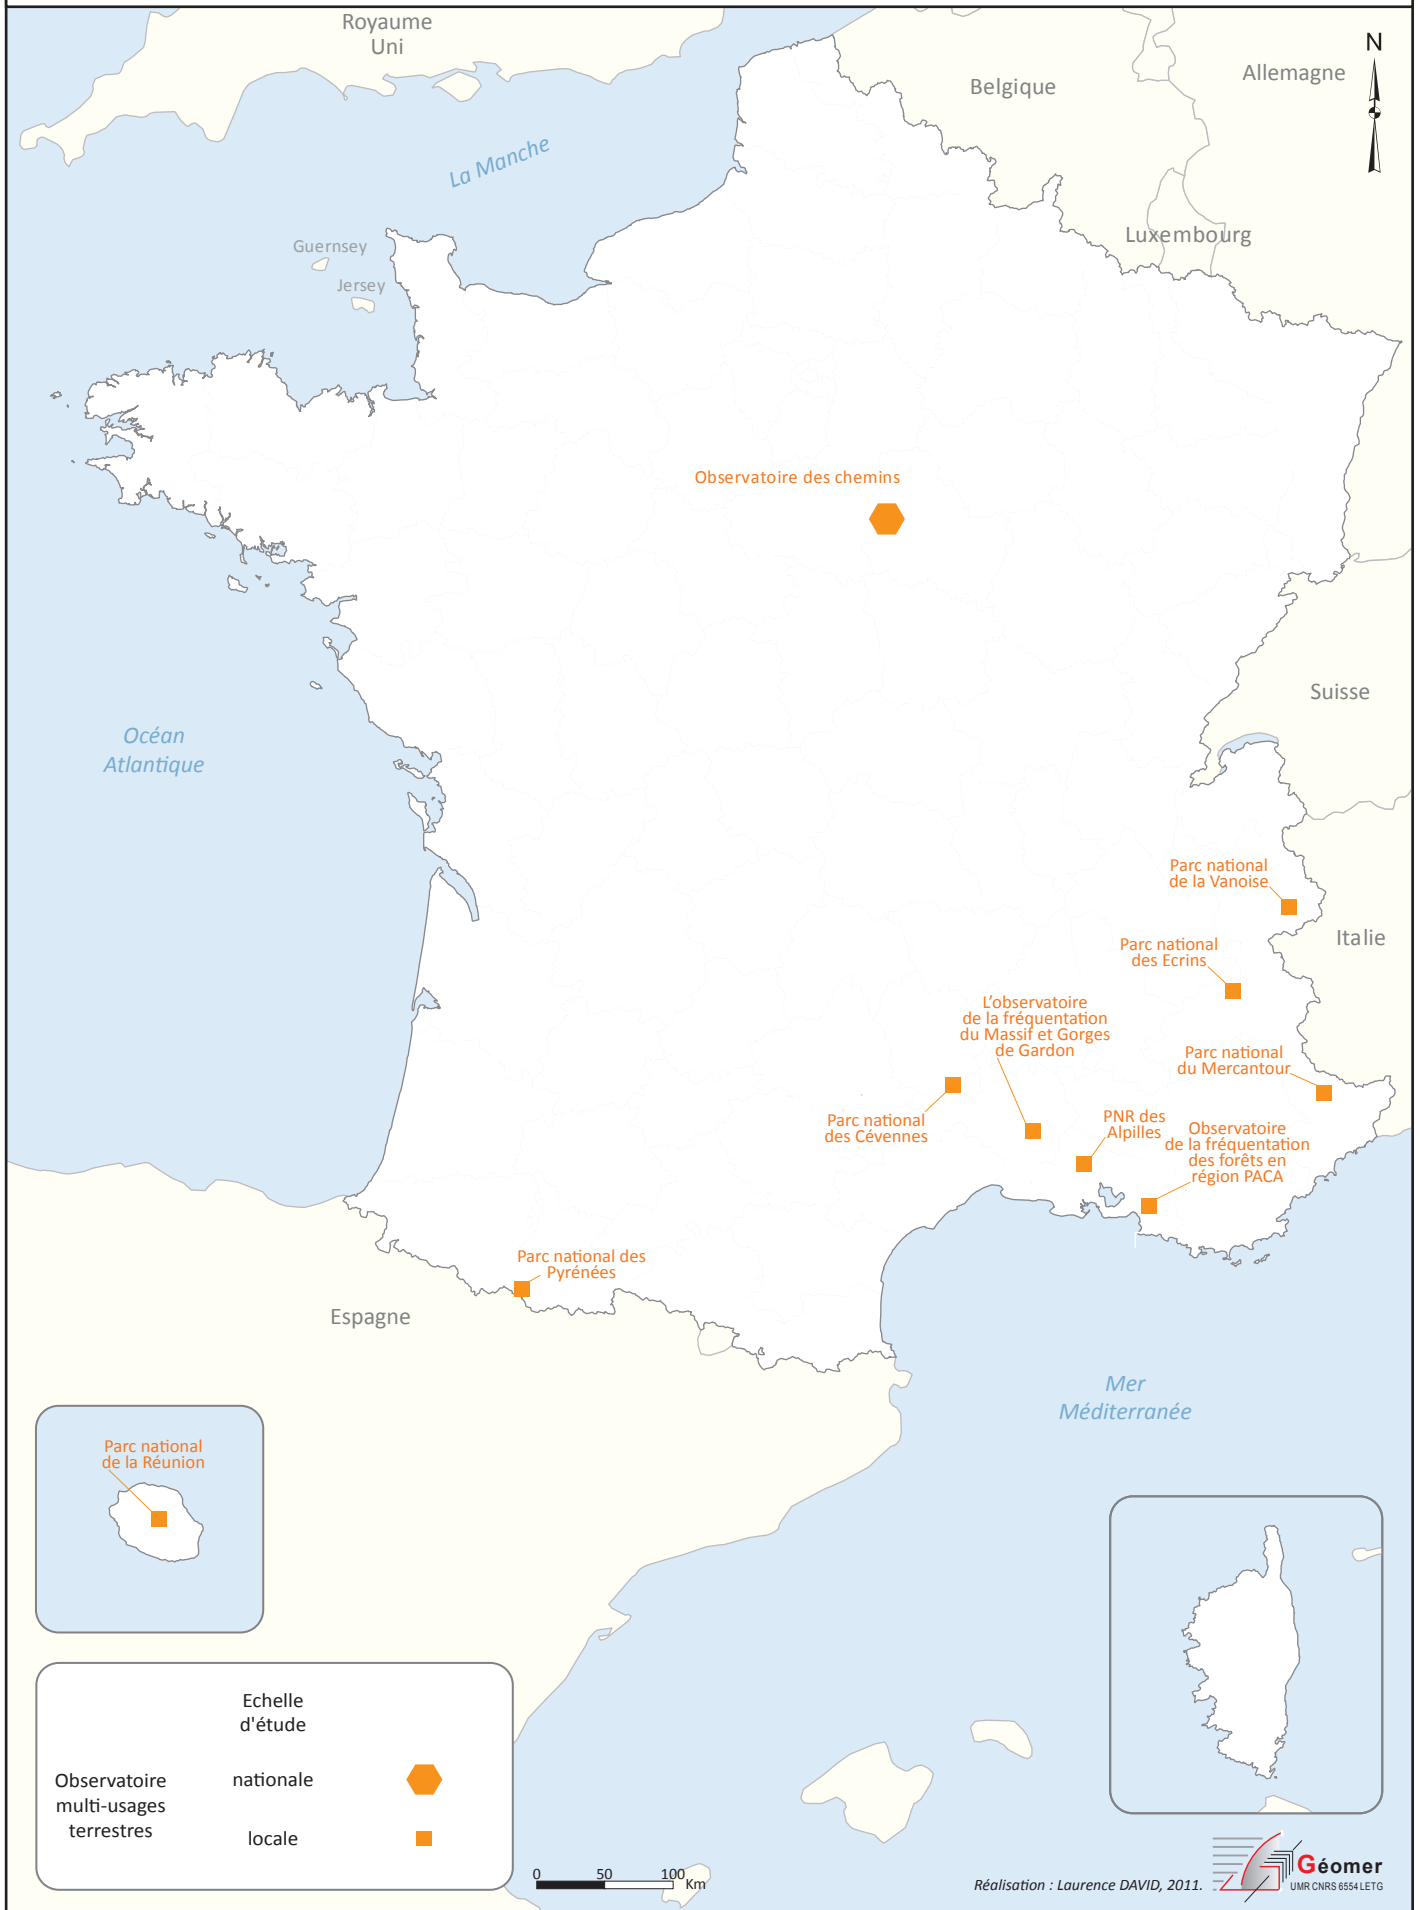 Royaume
Uni
N
Allemagne
Belgique
La Manche
Luxembourg
Guernsey
Jersey
Observatoire des chemins
Suisse
Océan
Atlantique
Parc national
de la Vanoise
Italie
Parc national
des Ecrins
L'observatoire
de la fréquentation
du Massif et Gorges
de Gardon
Parc national
du Mercantour
Parc national
des Cévennes
PNR des
Alpilles
Observatoire
de la fréquentation
des forêts en
région PACA
Parc national des
Pyrénées
Espagne
Mer
Méditerranée
Parc national
de la Réunion
Echelle
d'étude
Observatoire
multi-usages
terrestres
nationale
locale
0 50 100
Km
Réalisation : Laurence DAVID, 2011.
Géomer
UMR CNRS 6554 LETG